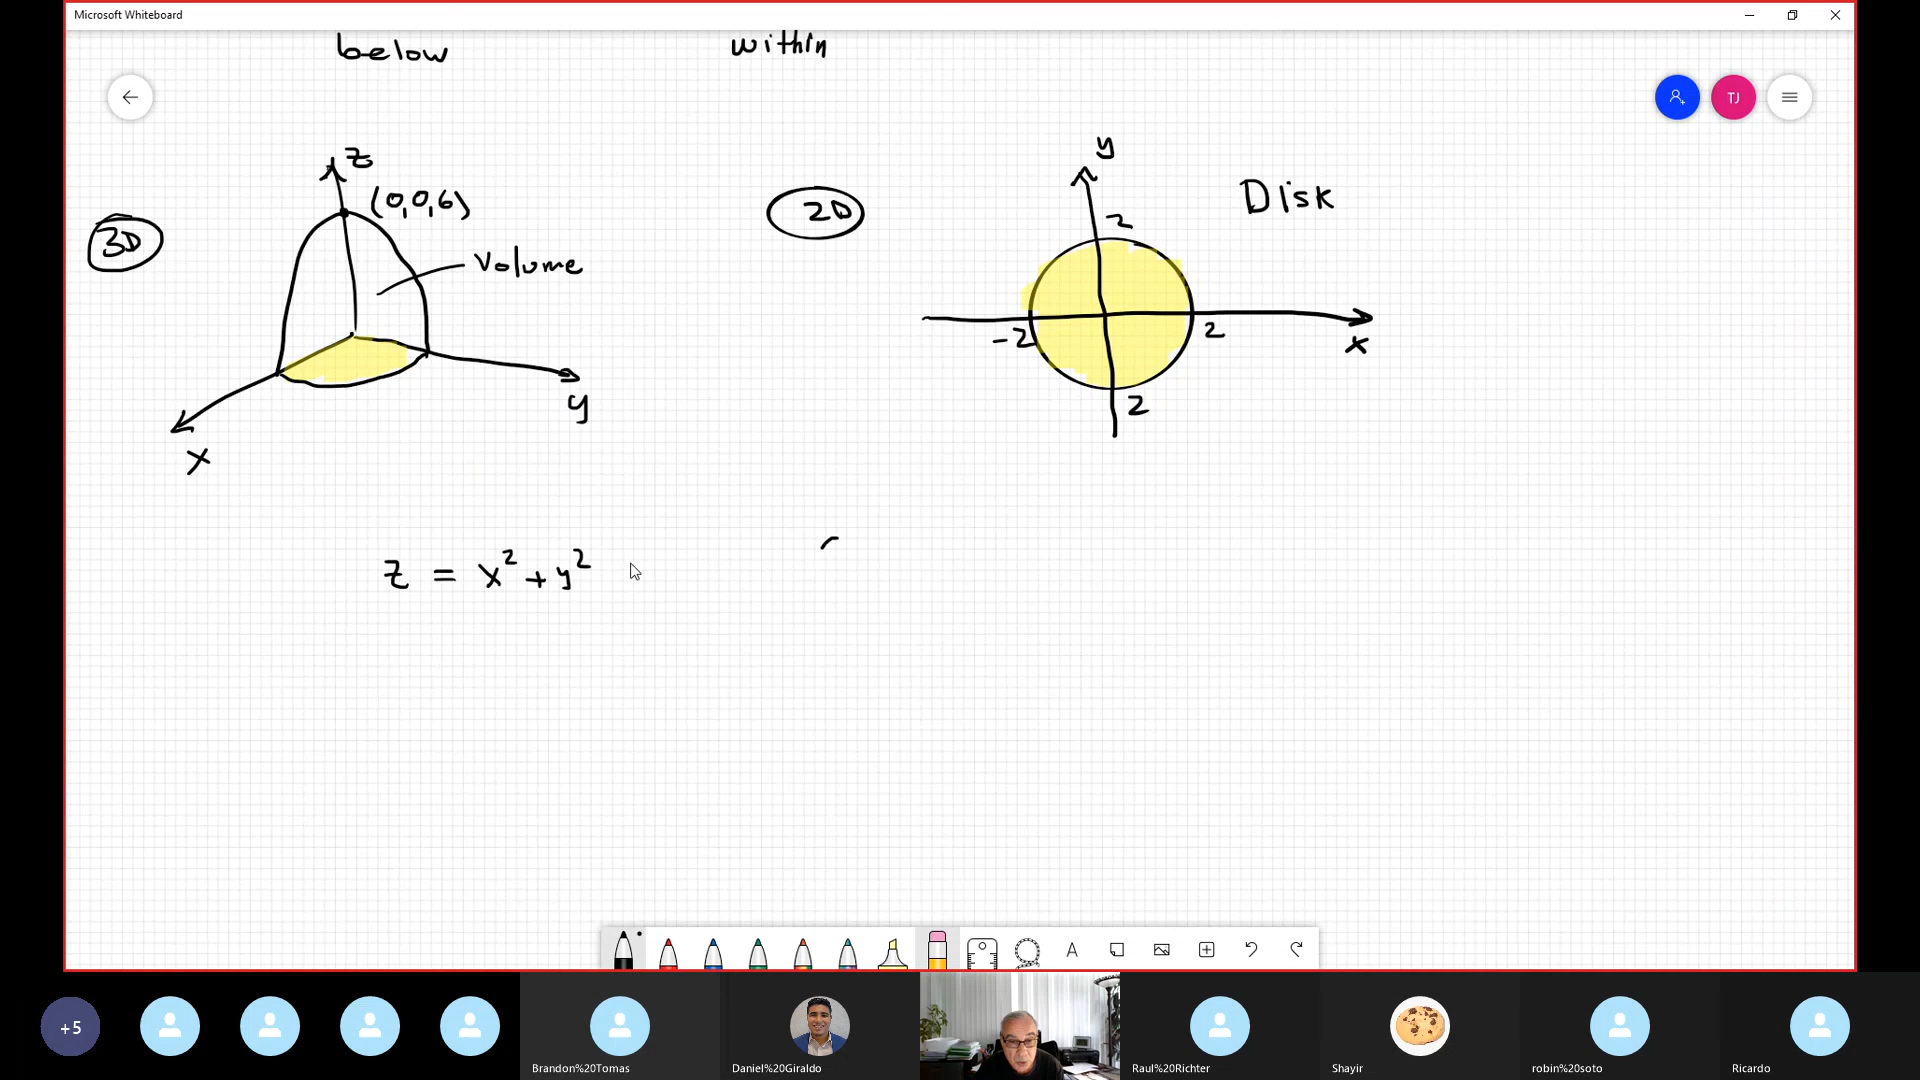 Microsoft Whiteboard
below
within
TJ
3D
z
(0,0,6)
Volume
y
x
2D
y
2
Disk
-2
2
x
2
z = x² + y²
A
+5
Brandon%20Tomas
Daniel%20Giraldo
Raul%20Richter
Shayir
robin%20soto
Ricardo